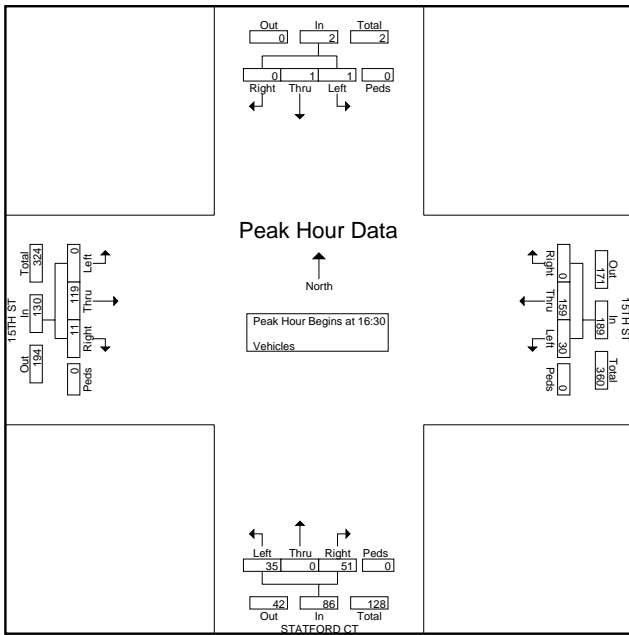 Out In Total
0 2 2
0 1 1 0
Right Thru Left Peds
Peak Hour Data
North
Peak Hour Begins at 16:30
Vehicles
15TH ST
Total In Out
324 130 194
0 119 11 0
Left Thru Right Peds
Right Thru Left Peds
0 159 30 0
Out In Total
171 189 360
15TH ST
Left Thru Right Peds
35 0 51 0
42 86 128
Out In Total
STATFORD CT